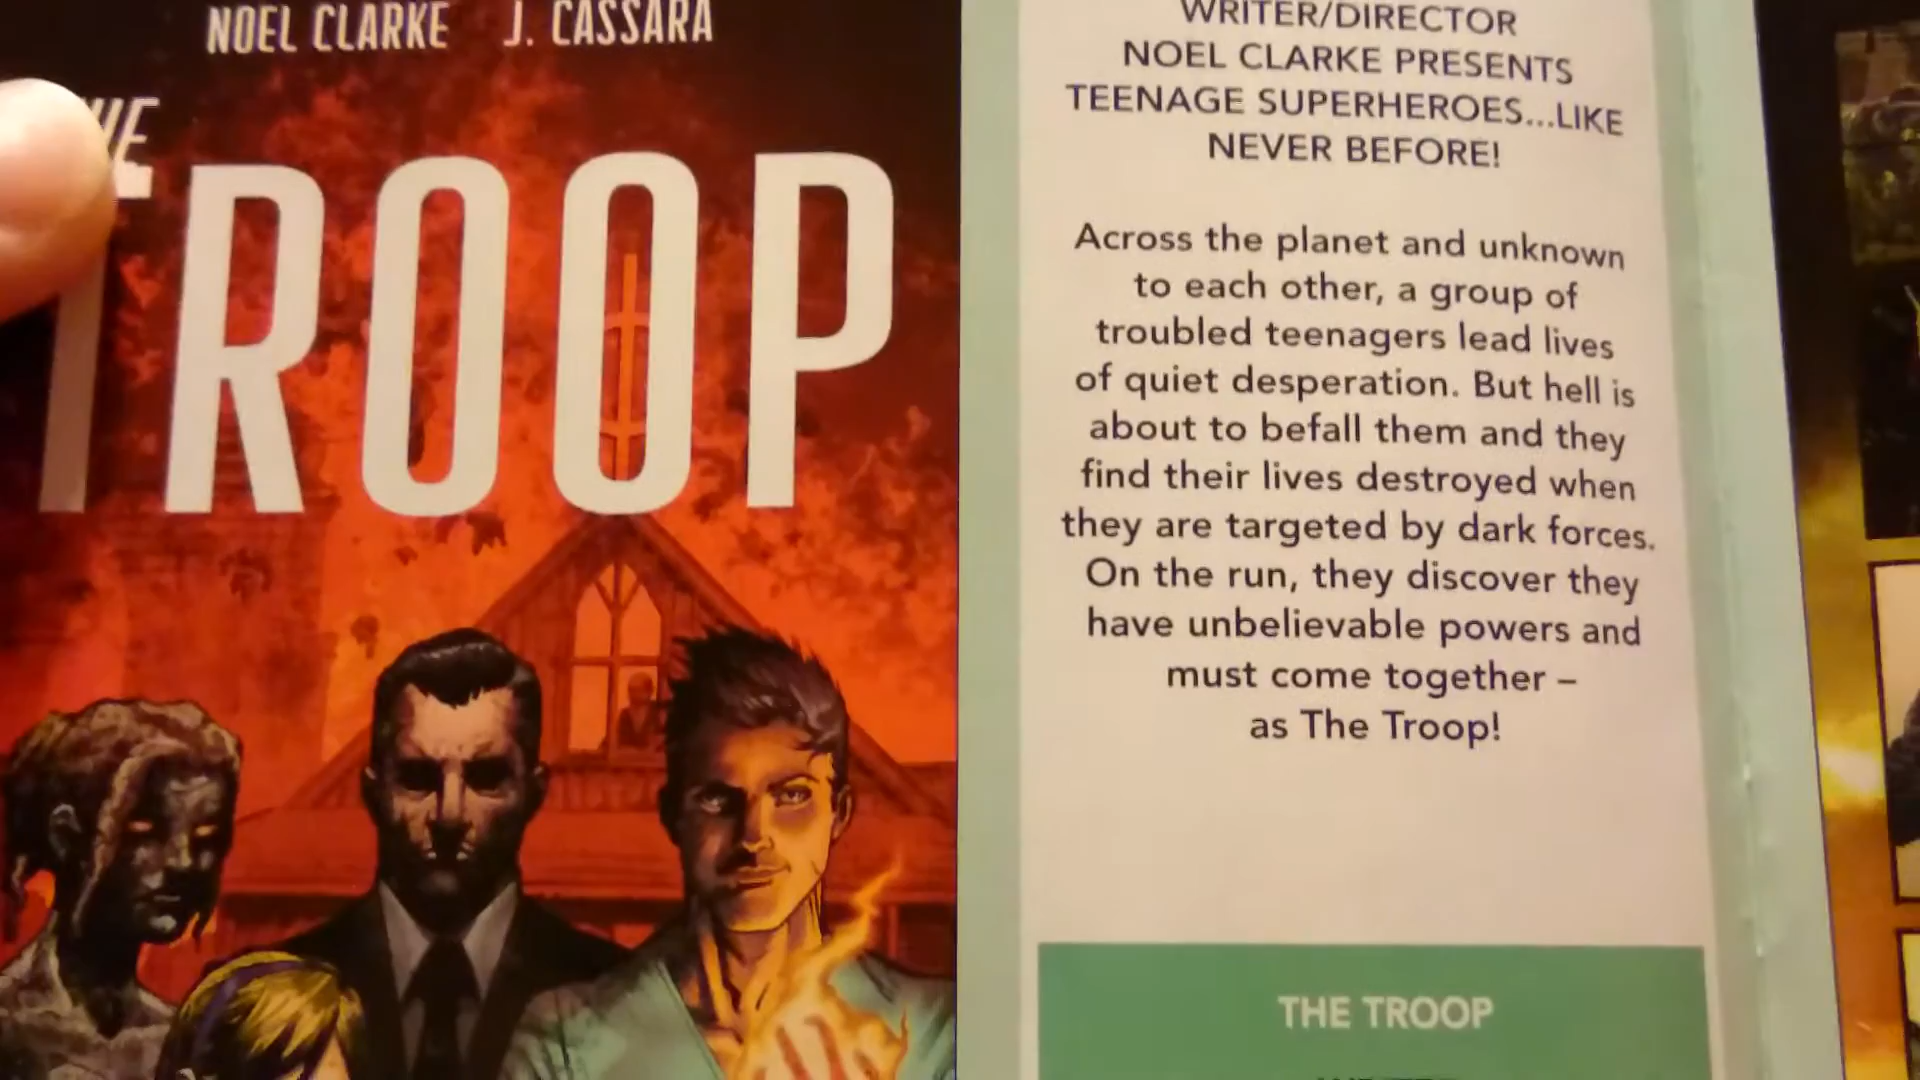 NOEL CLARKE J. CASSARA
TROOP
WRITER/DIRECTOR
NOEL CLARKE PRESENTS
TEENAGE SUPERHEROES...LIKE
NEVER BEFORE!
Across the planet and unknown
to each other, a group of
troubled teenagers lead lives
of quiet desperation. But hell is
about to befall them and they
find their lives destroyed when
they are targeted by dark forces.
On the run, they discover they
have unbelievable powers and
must come together –
as The Troop!
THE TROOP